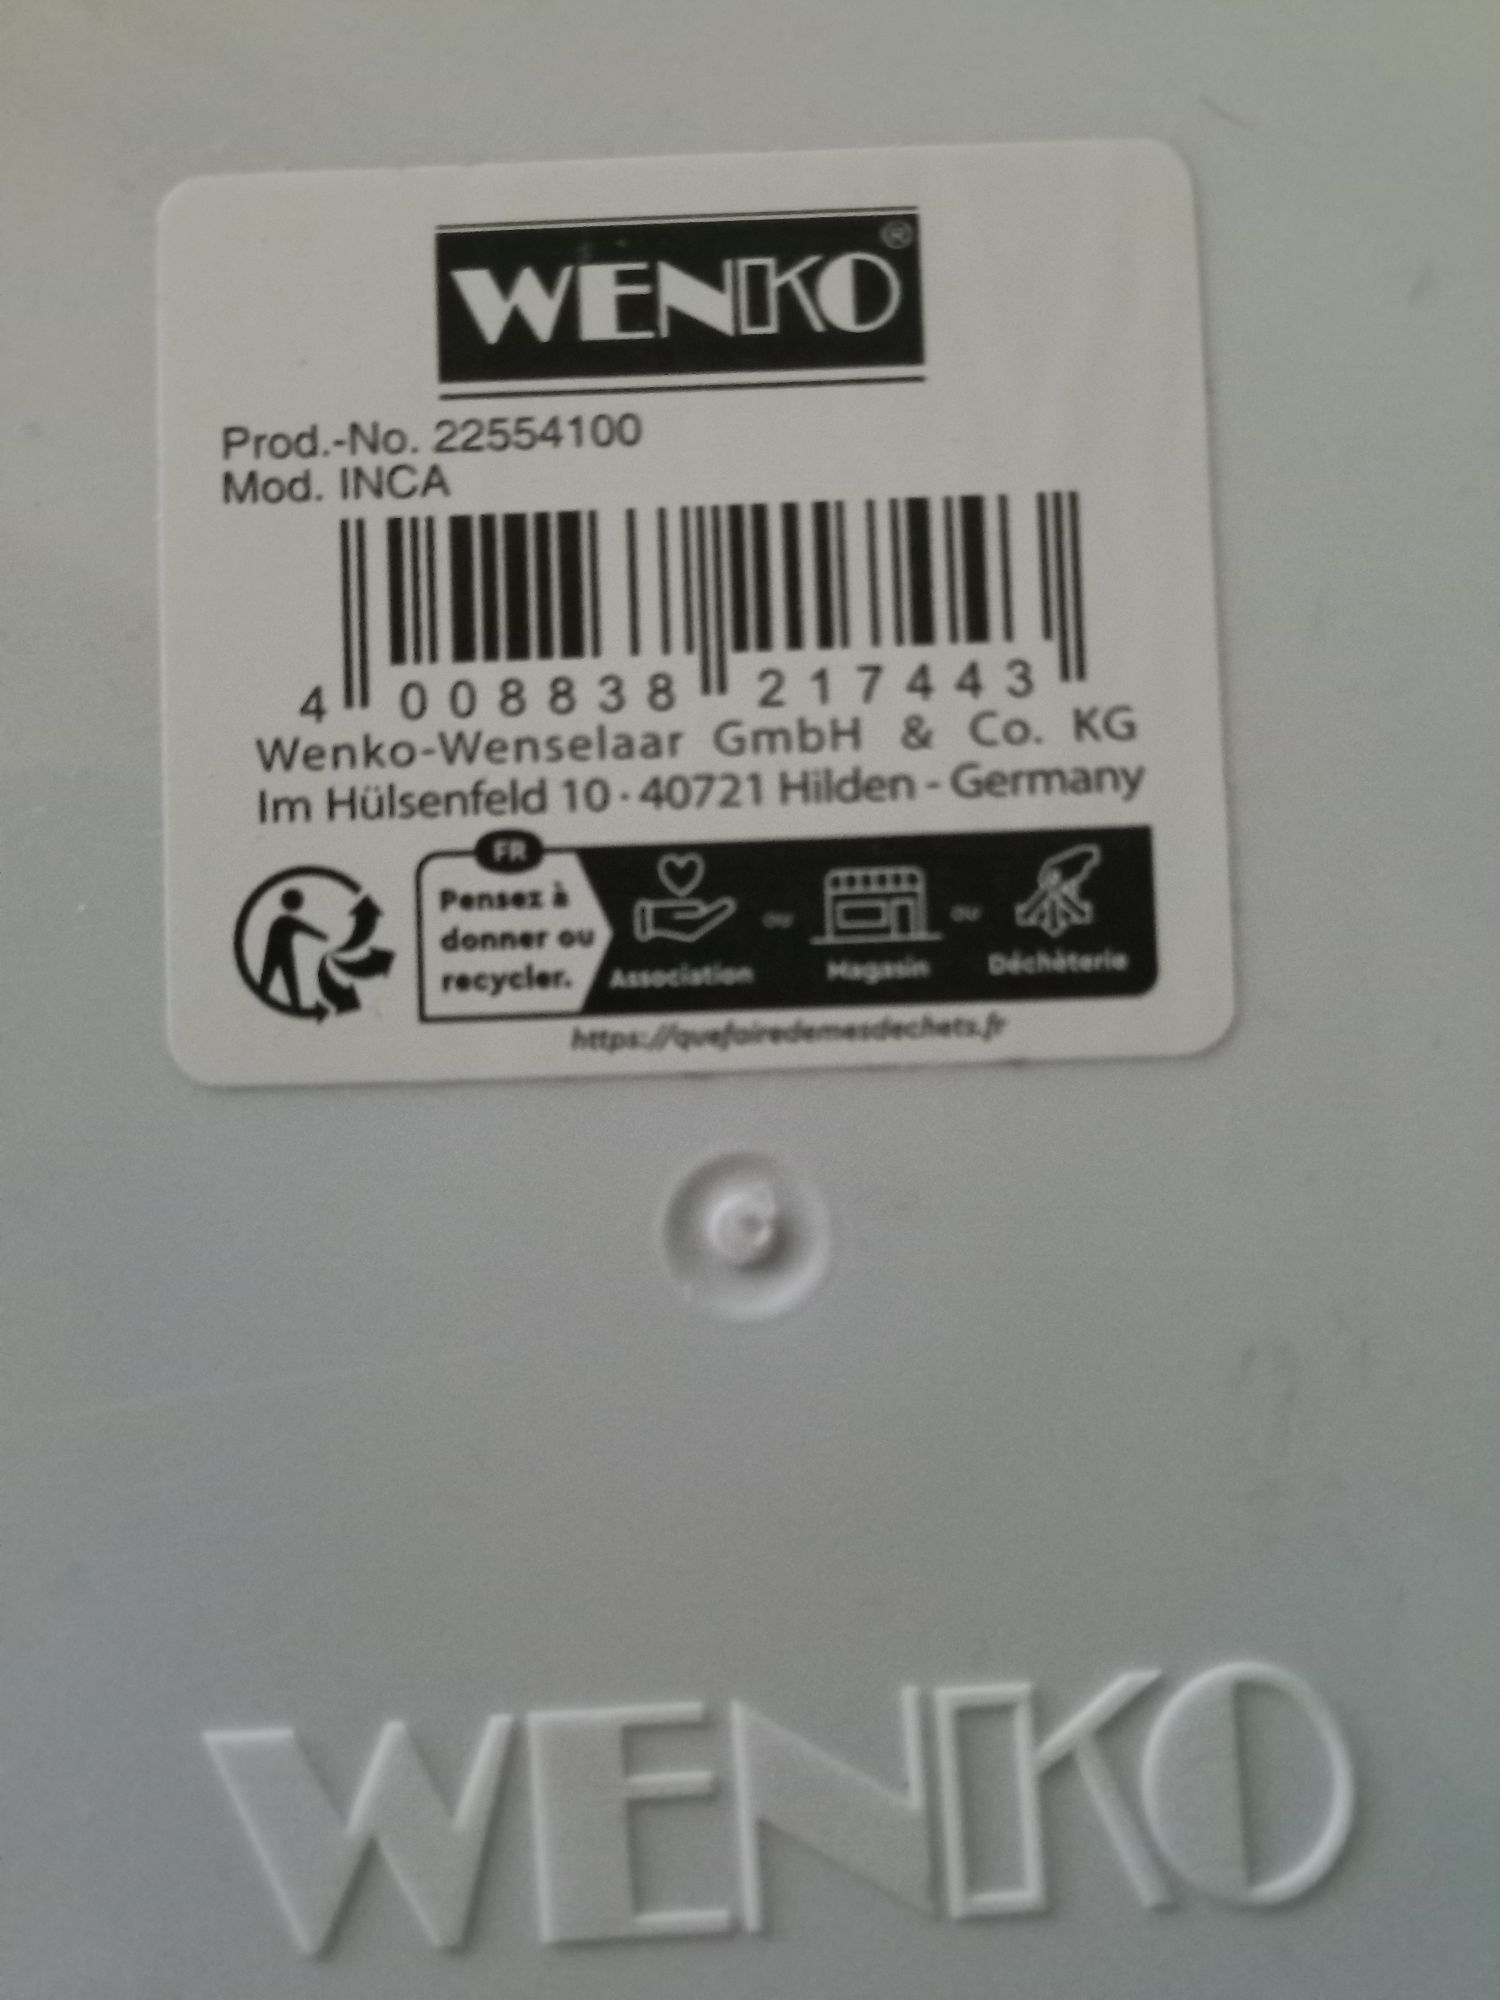 WENKO®
Prod.-No. 22554100
Mod. INCA
4 008838 217443
Wenko-Wenselaar GmbH & Co. KG
Im Hülsenfeld 10 · 40721 Hilden - Germany
FR
Pensez à
donner ou
recycler.
Association ou Magasin ou Déchèterie
https://quefairedemesdechets.fr
WENKO